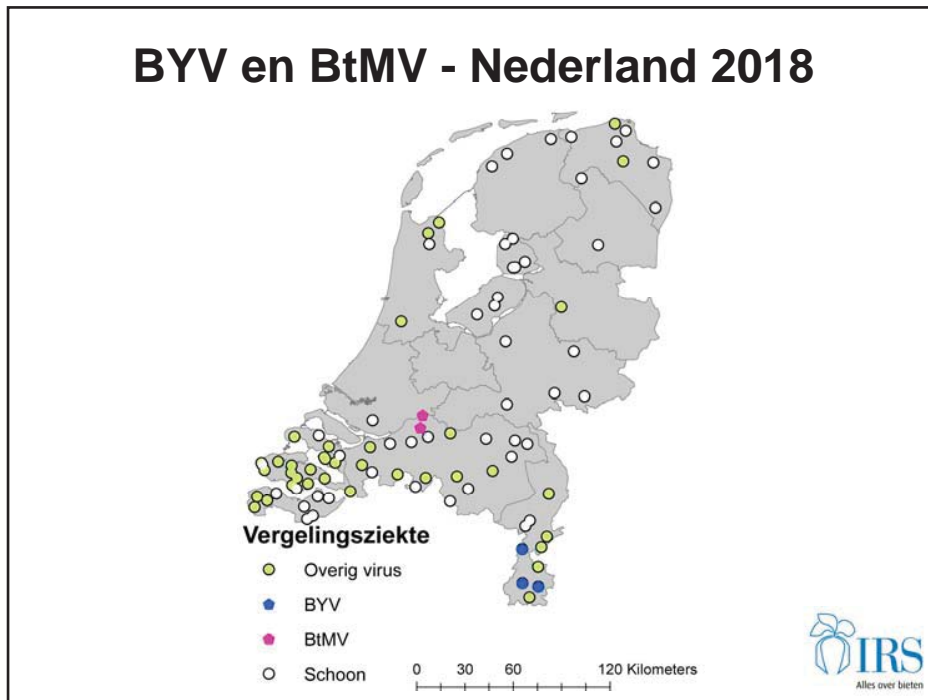 BYV en BtMV - Nederland 2018
Vergelingsziekte
Overig virus
BYV
BtMV
Schoon
0 30 60 120 Kilometers
IRS
Alles over bieten